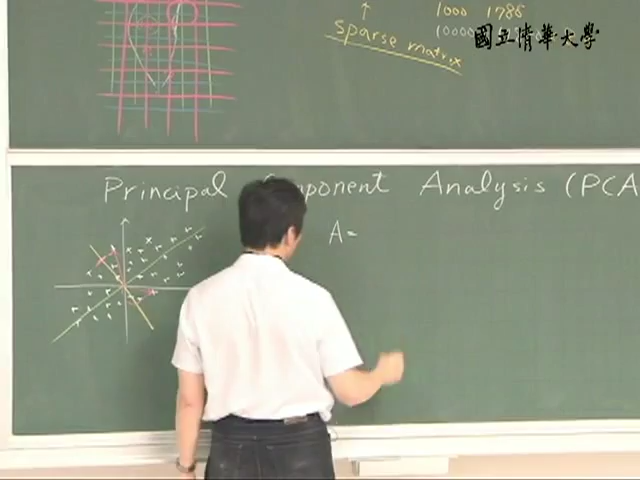 1000 1785
國立清華大學
sparse matrix
Principal Component Analysis (PCA
A=